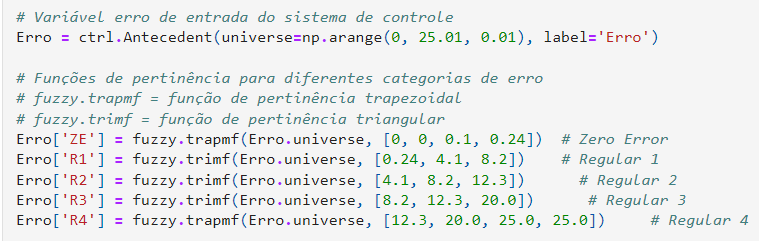 # Variável erro de entrada do sistema de controle
Erro = ctrl.Antecedent(universe=np.arange(0, 25.01, 0.01), label='Erro')
# Funções de pertinência para diferentes categorias de erro
# fuzzy.trapmf = função de pertinência trapezoidal
# fuzzy.trimf = função de pertinência triangular
Erro['ZE'] = fuzzy.trapmf(Erro.universe, [0, 0, 0.1, 0.24])  # Zero Error
Erro['R1'] = fuzzy.trimf(Erro.universe, [0.24, 4.1, 8.2])    # Regular 1
Erro['R2'] = fuzzy.trimf(Erro.universe, [4.1, 8.2, 12.3])      # Regular 2
Erro['R3'] = fuzzy.trimf(Erro.universe, [8.2, 12.3, 20.0])      # Regular 3
Erro['R4'] = fuzzy.trapmf(Erro.universe, [12.3, 20.0, 25.0, 25.0])     # Regular 4